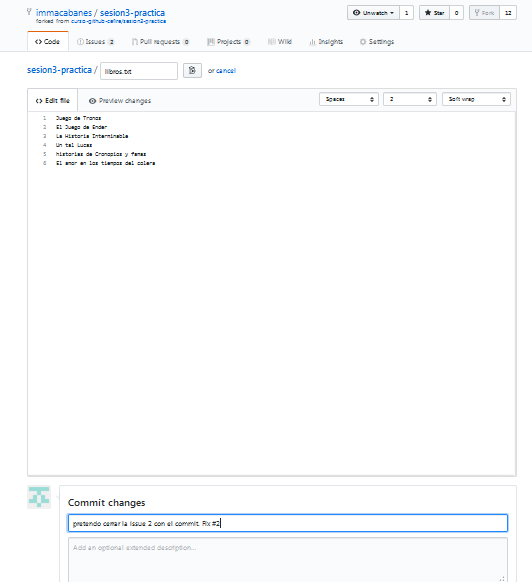 immacabanes / sesion3-practica
forked from curso-github-cefire/sesion3-practica
Unwatch 1 Star 0 Fork 12
Code Issues 2 Pull requests 0 Projects 0 Wiki Insights Settings
sesion3-practica / libros.txt or cancel
Edit file Preview changes Spaces 2 Soft wrap
1 Juego de Tronos
2 El Juego de Ender
3 La Historia Interminable
4 Un tal Lucas
5 historias de Cronopios y famas
6 El amor en los tiempos del colera
Commit changes
pretendo cerrar la issue 2 con el commit. Fix #2
Add an optional extended description...